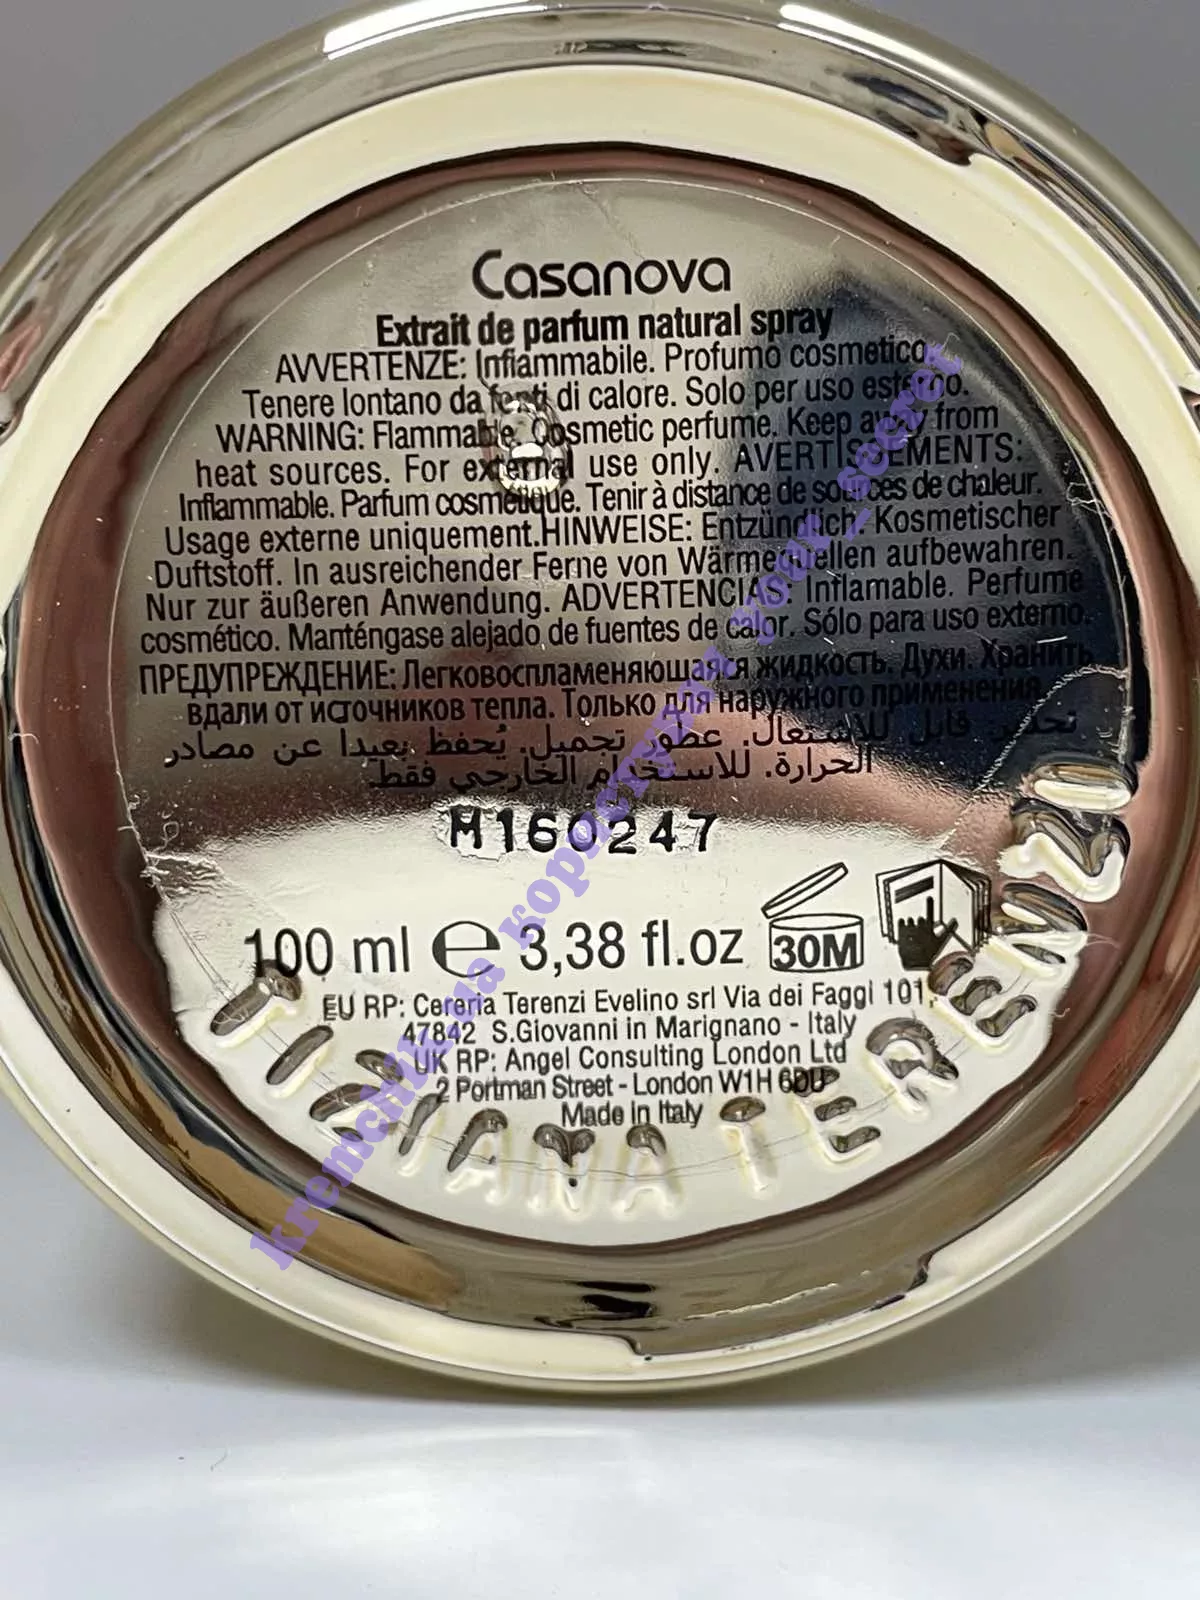 Casanova
Extrait de parfum natural spray
AVVERTENZE: Infiammabile. Profumo cosmetico.
Tenere lontano da fonti di calore. Solo per uso esterno.
WARNING: Flammable. Cosmetic perfume. Keep away from
heat sources. For external use only. AVERTISSEMENTS:
Inflammable. Parfum cosmétique. Tenir à distance de sources de chaleur.
Usage externe uniquement.HINWEISE: Entzündlich. Kosmetischer
Duftstoff. In ausreichender Ferne von Wärmequellen aufbewahren.
Nur zur äußeren Anwendung. ADVERTENCIAS: Inflamable. Perfume
cosmético. Manténgase alejado de fuentes de calor. Sólo para uso externo.
ПРЕДУПРЕЖДЕНИЕ: Легковоспламеняющаяся жидкость. Духи. Хранить
вдали от источников тепла. Только для наружного применения.
تحذير: قابل للاشتعال. عطور تجميل. يُحفظ بعيدا عن مصادر
الحرارة. للاستخدام الخارجي فقط
M160247
100 ml ℮ 3,38 fl.oz 30M
EU RP: Cereria Terenzi Evelino srl Via dei Faggi 101,
47842 S.Giovanni in Marignano - Italy
UK RP: Angel Consulting London Ltd
2 Portman Street - London W1H 6DU
Made in Italy
TIZIANA TERENZI